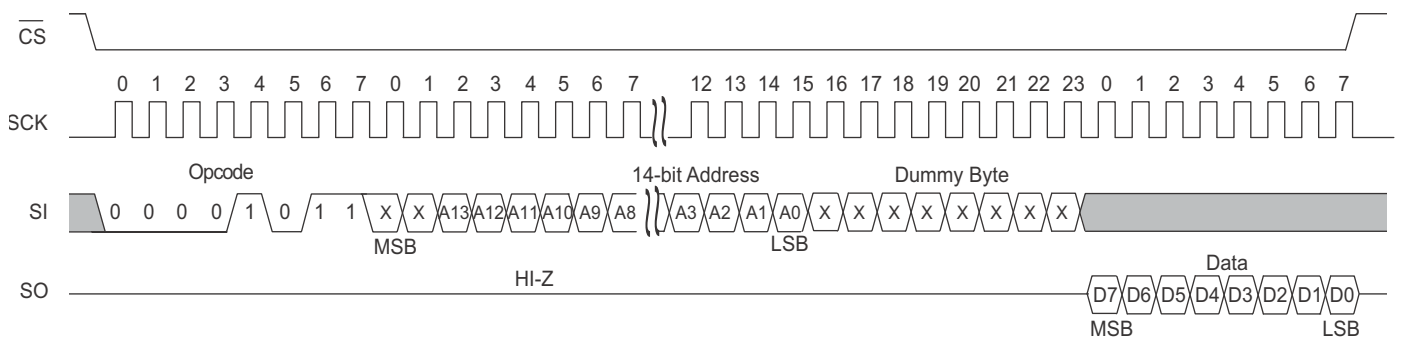 CS
0 1 2 3 4 5 6 7 0 1 2 3 4 5 6 7 12 13 14 15 16 17 18 19 20 21 22 23 0 1 2 3 4 5 6 7
SCK
Opcode 14-bit Address Dummy Byte
SI 0 0 0 0 1 0 1 1 X X A13 A12 A11 A10 A9 A8 A3 A2 A1 A0 X X X X X X X X
MSB LSB
HI-Z Data
SO D7 D6 D5 D4 D3 D2 D1 D0
MSB LSB